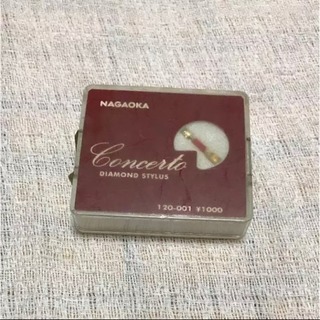 NAGAOKA
Concerto
DIAMOND STYLUS
120-001 ¥1000